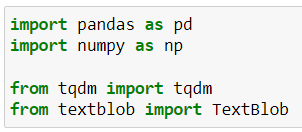 import pandas as pd
import numpy as np
from tqdm import tqdm
from textblob import TextBlob